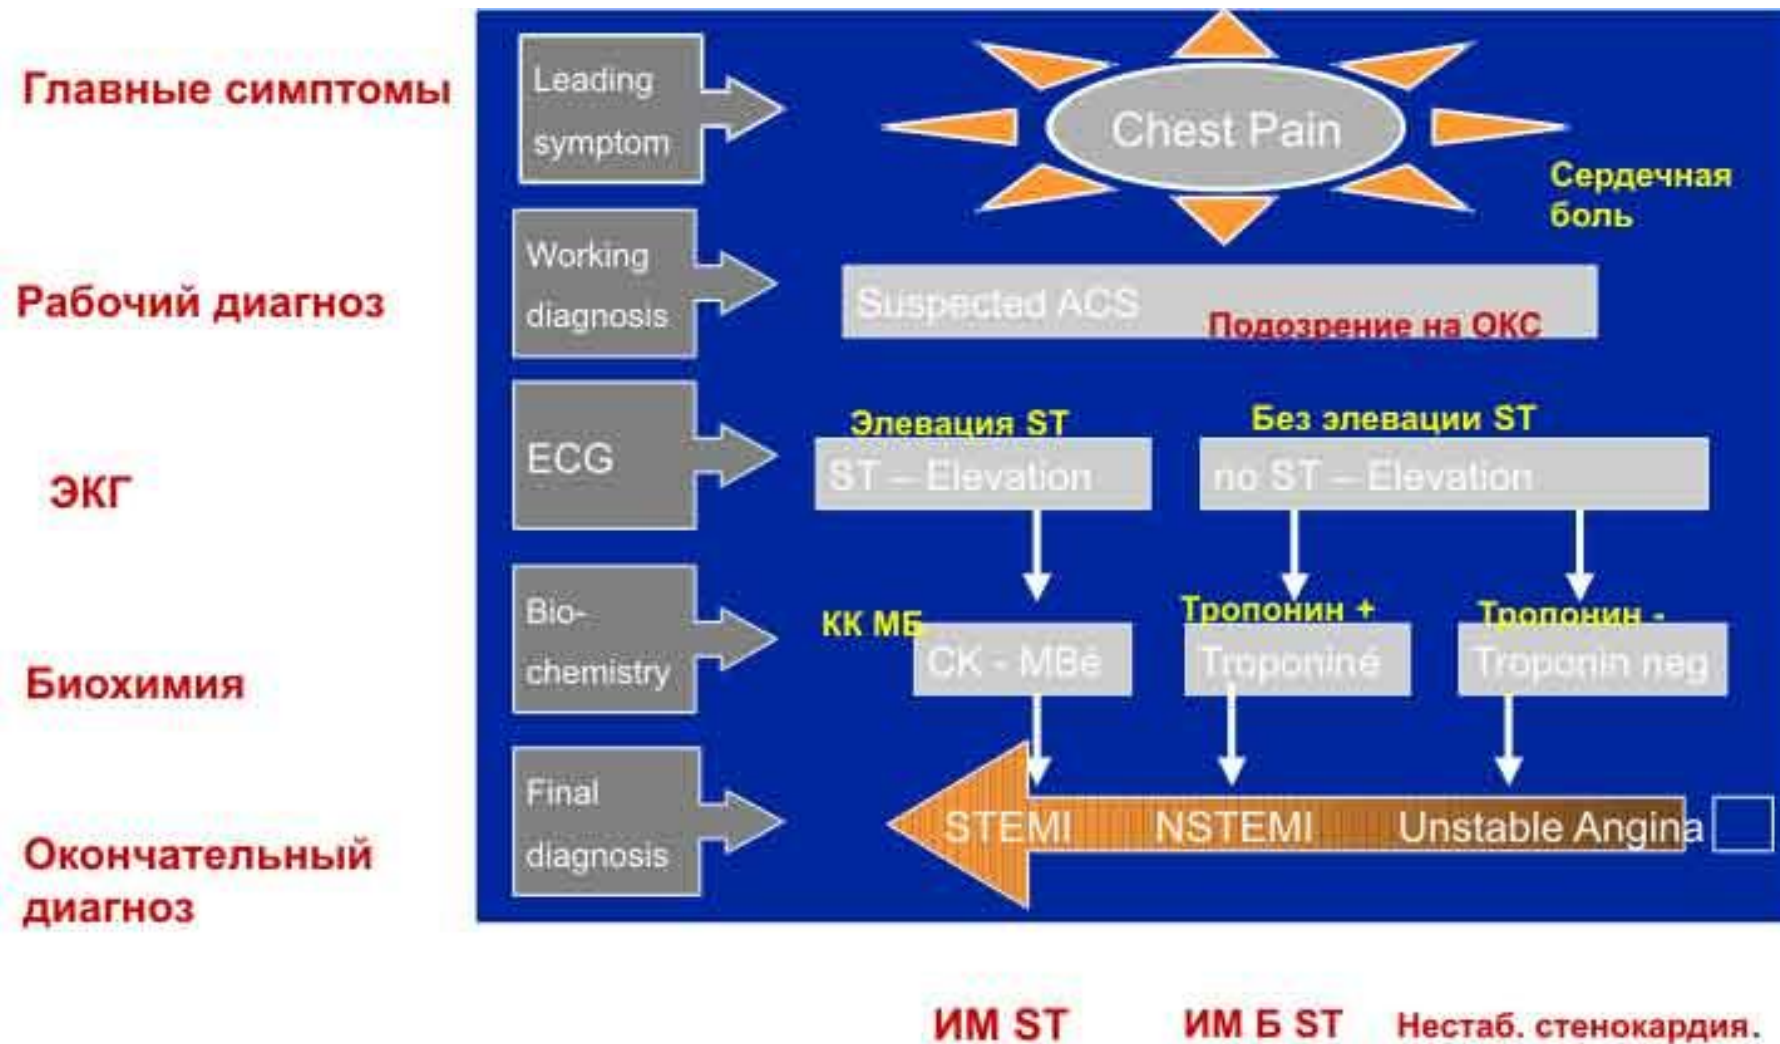 Главные симптомы
Leading
symptom
Chest Pain
Сердечная
боль
Рабочий диагноз
Working
diagnosis
Suspected ACS
Подозрение на ОКС
ЭКГ
ECG
Элевация ST
ST – Elevation
Без элевации ST
no ST – Elevation
Биохимия
Bio-
chemistry
КК МБ
CK - MBé
Тропонин +
Troponiné
Тропонин -
Troponin neg
Окончательный
диагноз
Final
diagnosis
STEMI
NSTEMI
Unstable Angina
ИМ ST
ИМ Б ST
Нестаб. стенокардия.